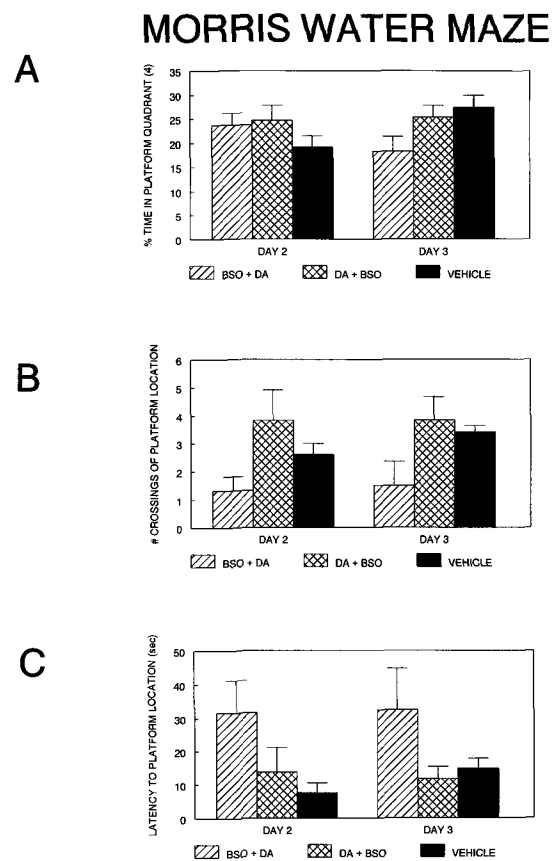 MORRIS WATER MAZE
A
% TIME IN PLATFORM QUADRANT (4)
35
30
25
20
15
10
5
0
DAY 2 DAY 3
BSO + DA DA + BSO VEHICLE
B
# CROSSINGS OF PLATFORM LOCATION
6
5
4
3
2
1
0
DAY 2 DAY 3
BSO + DA DA + BSO VEHICLE
C
LATENCY TO PLATFORM LOCATION (sec)
50
40
30
20
10
0
DAY 2 DAY 3
BSO + DA DA + BSO VEHICLE